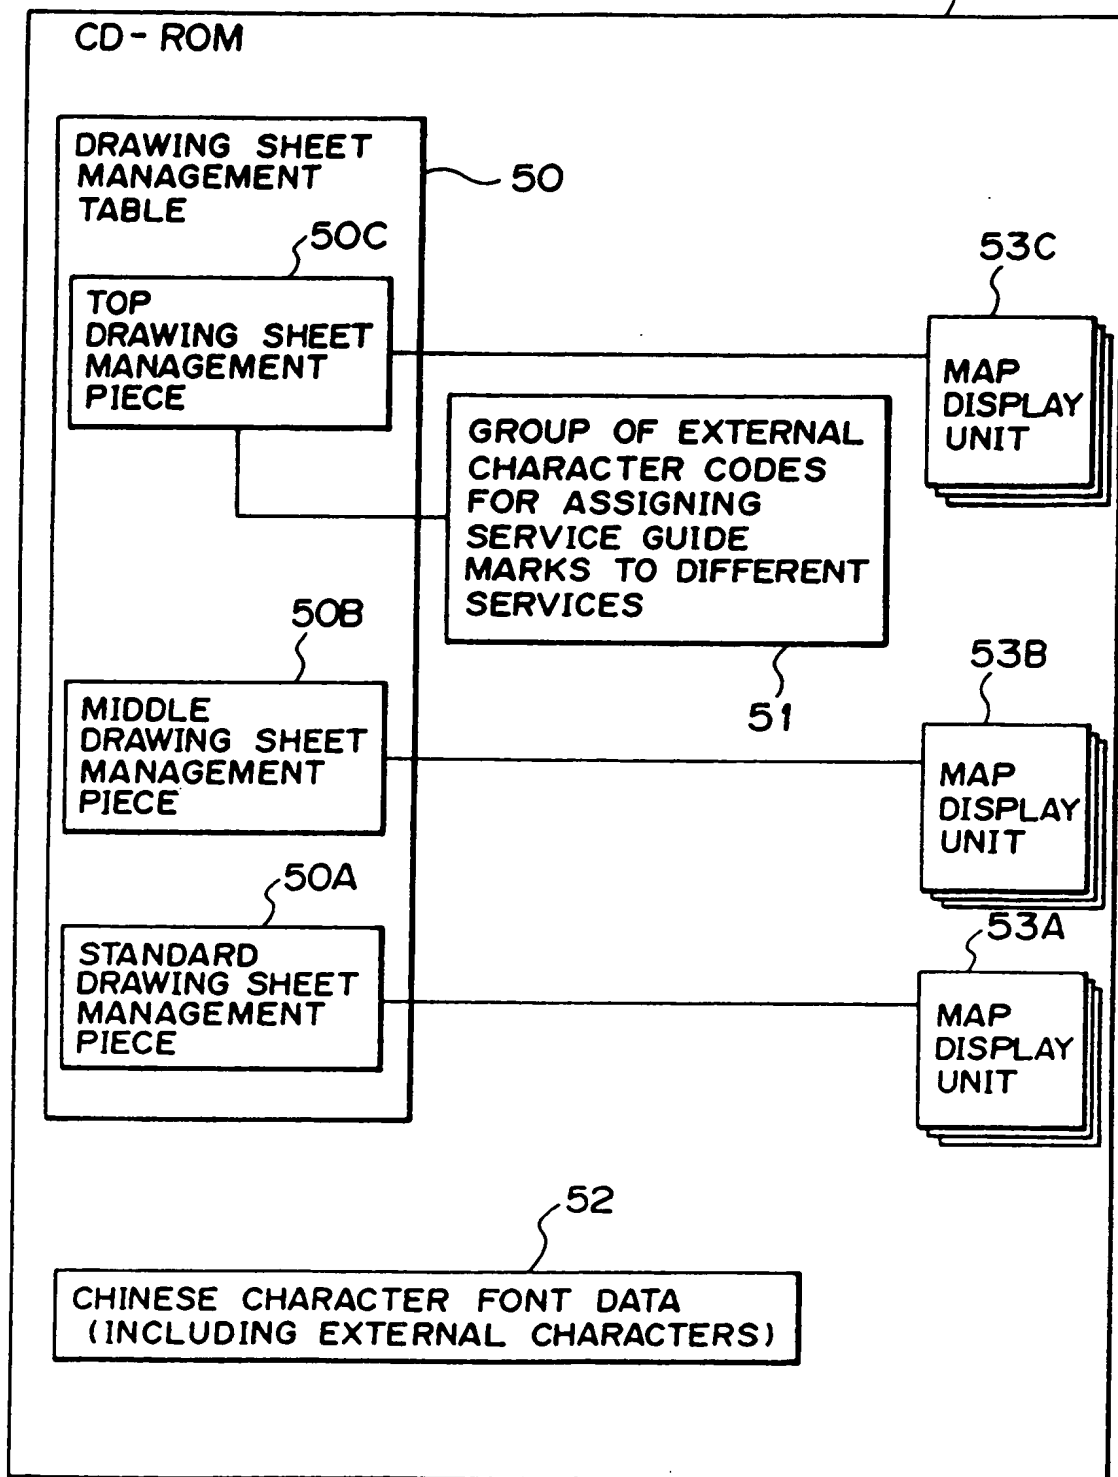 CD-ROM
DRAWING SHEET
MANAGEMENT
TABLE
50
50C
TOP
DRAWING SHEET
MANAGEMENT
PIECE
53C
MAP
DISPLAY
UNIT
GROUP OF EXTERNAL
CHARACTER CODES
FOR ASSIGNING
SERVICE GUIDE
MARKS TO DIFFERENT
SERVICES
51
50B
MIDDLE
DRAWING SHEET
MANAGEMENT
PIECE
53B
MAP
DISPLAY
UNIT
50A
STANDARD
DRAWING SHEET
MANAGEMENT
PIECE
53A
MAP
DISPLAY
UNIT
52
CHINESE CHARACTER FONT DATA
(INCLUDING EXTERNAL CHARACTERS)